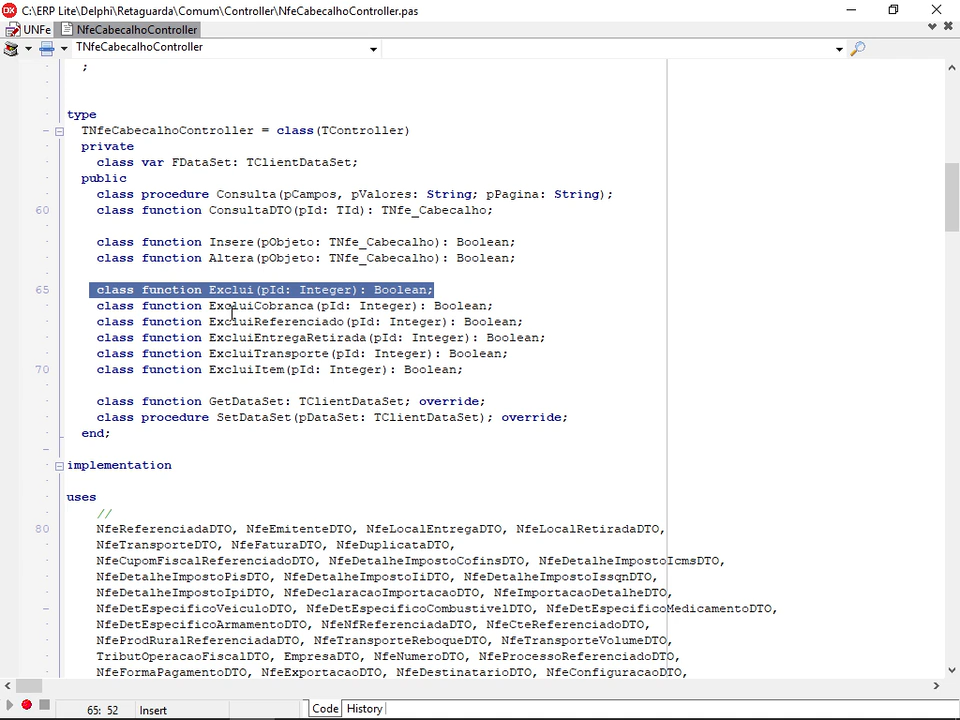 C:\ERP Lite\Delphi\Retaguarda\Comum\Controller\NfeCabecalhoController.pas
UNFe NfeCabecalhoController
TNfeCabecalhoController
;
type
TNfeCabecalhoController = class(TController)
private
class var FDataSet: TClientDataSet;
public
class procedure Consulta(pCampos, pValores: String; pPagina: String);
60 class function ConsultaDTO(pId: TId): TNfe_Cabecalho;
class function Insere(pObjeto: TNfe_Cabecalho): Boolean;
class function Altera(pObjeto: TNfe_Cabecalho): Boolean;
65 class function Exclui(pId: Integer): Boolean;
class function ExcluiCobranca(pId: Integer): Boolean;
class function ExcluiReferenciado(pId: Integer): Boolean;
class function ExcluiEntregaRetirada(pId: Integer): Boolean;
class function ExcluiTransporte(pId: Integer): Boolean;
70 class function ExcluiItem(pId: Integer): Boolean;
class function GetDataSet: TClientDataSet; override;
class procedure SetDataSet(pDataSet: TClientDataSet); override;
end;
implementation
uses
//
80 NfeReferenciadaDTO, NfeEmitenteDTO, NfeLocalEntregaDTO, NfeLocalRetiradaDTO,
NfeTransporteDTO, NfeFaturaDTO, NfeDuplicataDTO,
NfeCupomFiscalReferenciadoDTO, NfeDetalheImpostoCofinsDTO, NfeDetalheImpostoIcmsDTO,
NfeDetalheImpostoPisDTO, NfeDetalheImpostoIiDTO, NfeDetalheImpostoIssqnDTO,
NfeDetalheImpostoIpiDTO, NfeDeclaracaoImportacaoDTO, NfeImportacaoDetalheDTO,
NfeDetEspecificoVeiculoDTO, NfeDetEspecificoCombustivelDTO, NfeDetEspecificoMedicamentoDTO,
NfeDetEspecificoArmamentoDTO, NfeNfReferenciadaDTO, NfeCteReferenciadoDTO,
NfeProdRuralReferenciadaDTO, NfeTransporteReboqueDTO, NfeTransporteVolumeDTO,
TributOperacaoFiscalDTO, EmpresaDTO, NfeNumeroDTO, NfeProcessoReferenciadoDTO,
NfeFormaPagamentoDTO, NfeExportacaoDTO, NfeDestinatarioDTO, NfeConfiguracaoDTO,
65: 52 Insert Code History